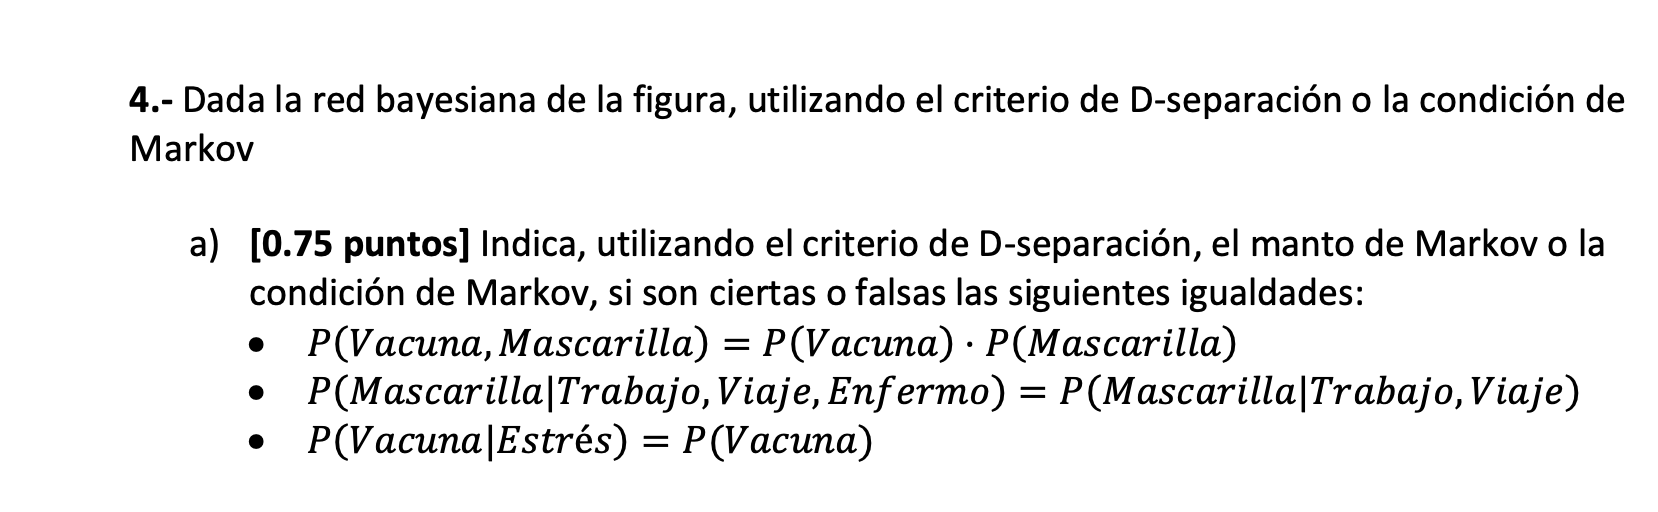 4.- Dada la red bayesiana de la figura, utilizando el criterio de D-separación o la condición de
Markov
a) [0.75 puntos] Indica, utilizando el criterio de D-separación, el manto de Markov o la
condición de Markov, si son ciertas o falsas las siguientes igualdades:
• P(Vacuna, Mascarilla) = P(Vacuna) · P(Mascarilla)
• P(Mascarilla|Trabajo, Viaje, Enfermo) = P(Mascarilla|Trabajo, Viaje)
• P(Vacuna|Estrés) = P(Vacuna)